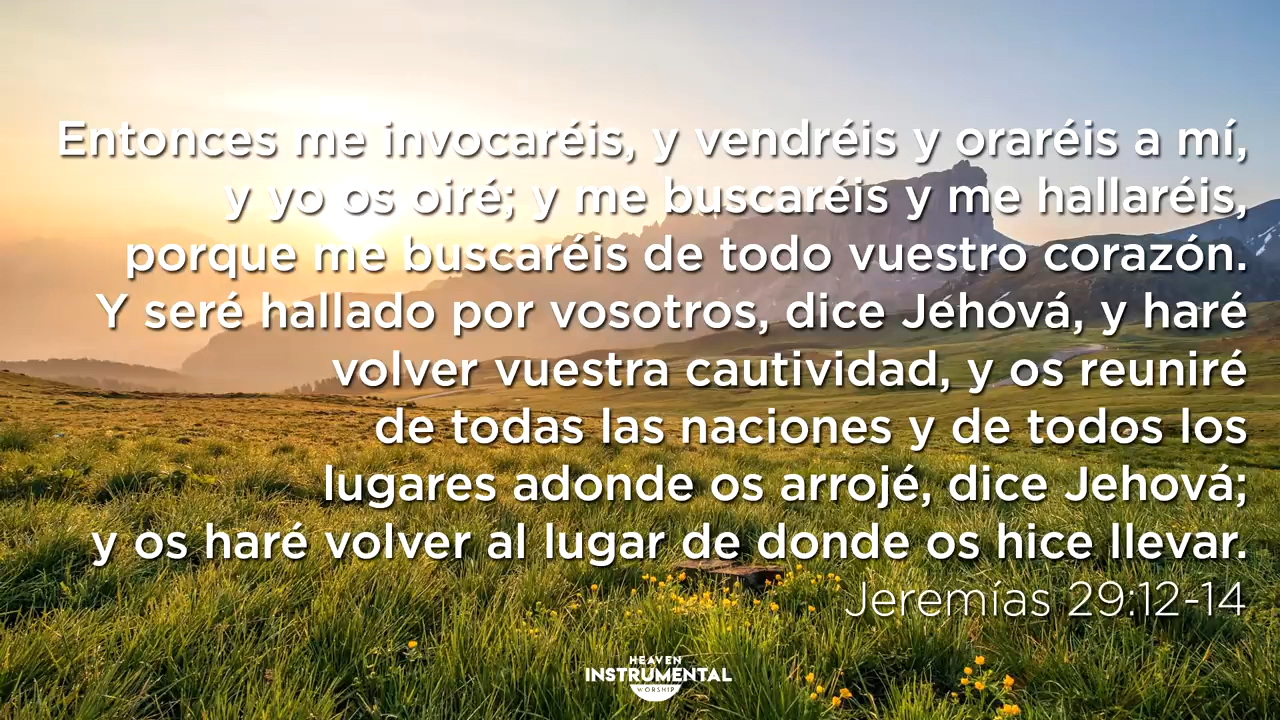 Entonces me invocaréis, y vendréis y oraréis a mí,
y yo os oiré; y me buscaréis y me hallaréis,
porque me buscaréis de todo vuestro corazón.
Y seré hallado por vosotros, dice Jehová, y haré
volver vuestra cautividad, y os reuniré
de todas las naciones y de todos los
lugares adonde os arrojé, dice Jehová;
y os haré volver al lugar de donde os hice llevar.
Jeremías 29:12-14
HEAVEN
INSTRUMENTAL
WORSHIP